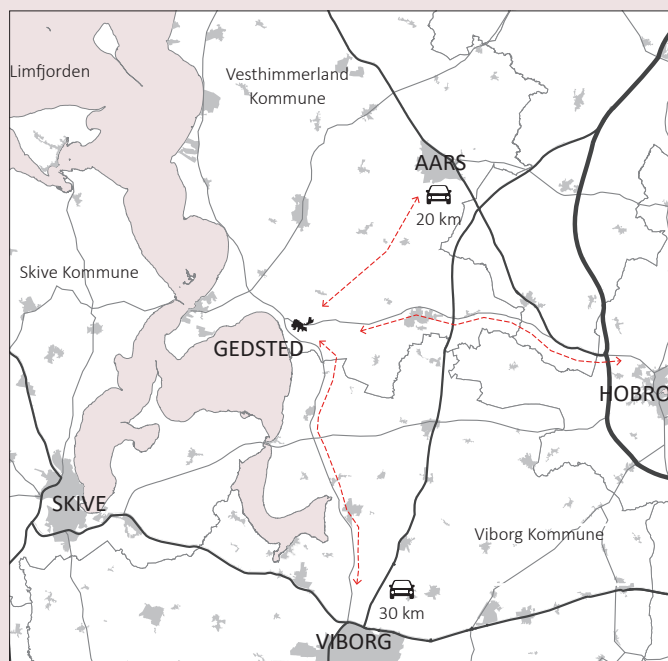 Limfjorden
Vesthimmerland
Kommune
AARS
20 km
Skive Kommune
GEDSTED
HOBRO
SKIVE
Viborg Kommune
30 km
VIBORG